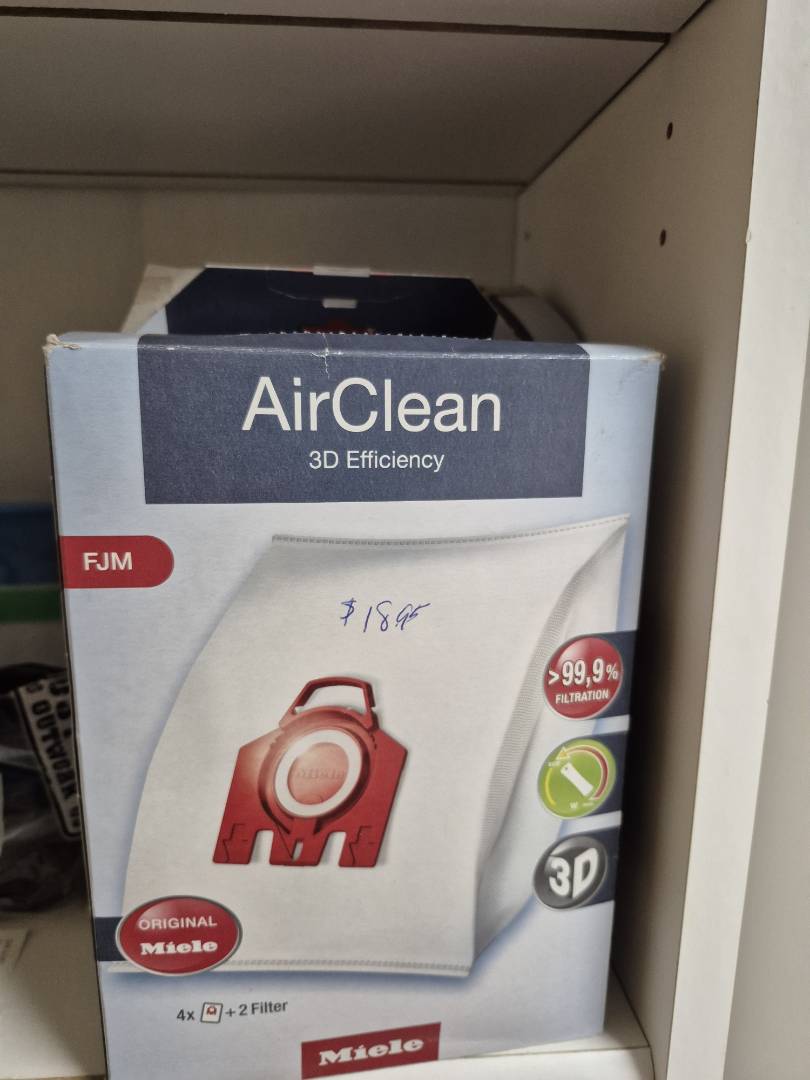 AirClean
3D Efficiency
FJM
$18.95
>99,9%
FILTRATION
3D
ORIGINAL
Miele
4x + 2 Filter
Miele